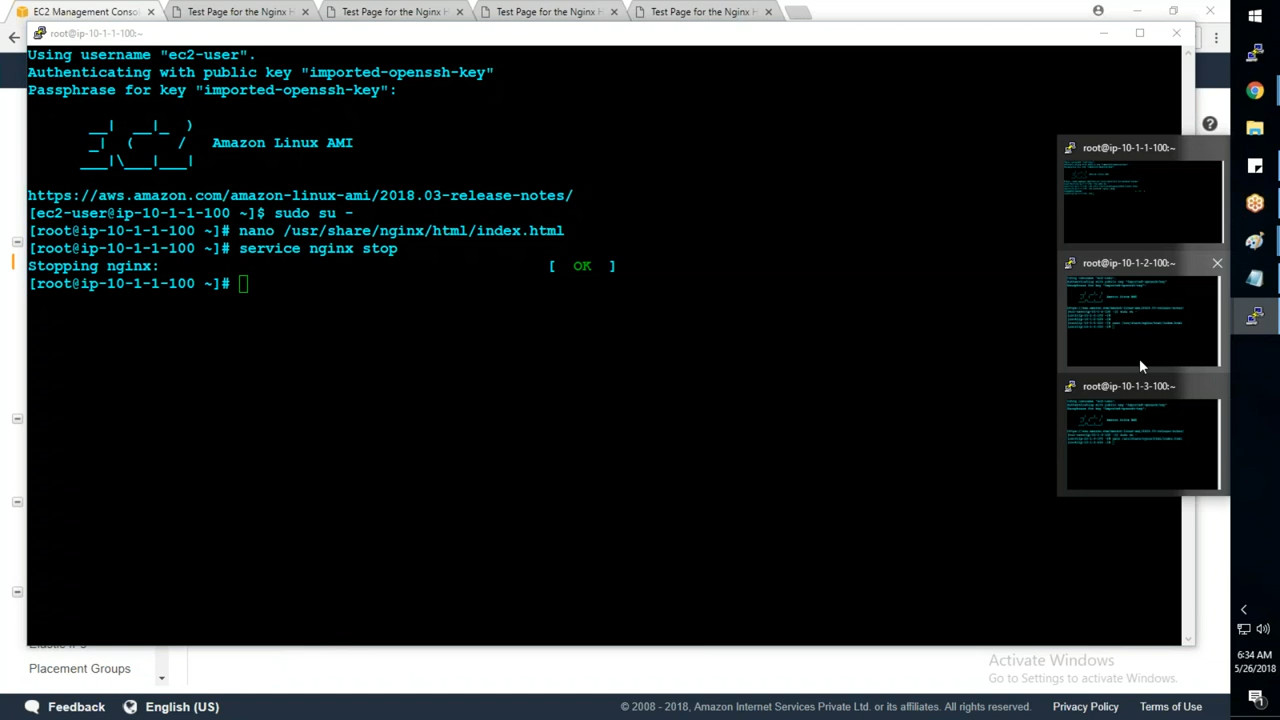 EC2 Management Consol
Test Page for the Nginx H
Test Page for the Nginx H
Test Page for the Nginx H
Test Page for the Nginx H
root@ip-10-1-1-100:~
Using username "ec2-user".
Authenticating with public key "imported-openssh-key"
Passphrase for key "imported-openssh-key":
__|  __|_  )
_|  (     /   Amazon Linux AMI
___|\___|___|
https://aws.amazon.com/amazon-linux-ami/2018.03-release-notes/
[ec2-user@ip-10-1-1-100 ~]$ sudo su -
[root@ip-10-1-1-100 ~]# nano /usr/share/nginx/html/index.html
[root@ip-10-1-1-100 ~]# service nginx stop
Stopping nginx: [ OK ]
[root@ip-10-1-1-100 ~]#
root@ip-10-1-1-100:~
root@ip-10-1-2-100:~
root@ip-10-1-3-100:~
Placement Groups
Activate Windows
Go to Settings to activate Windows.
6:34 AM
5/26/2018
Feedback
English (US)
© 2008 - 2018, Amazon Internet Services Private Ltd. or its affiliates. All rights reserved.
Privacy Policy
Terms of Use